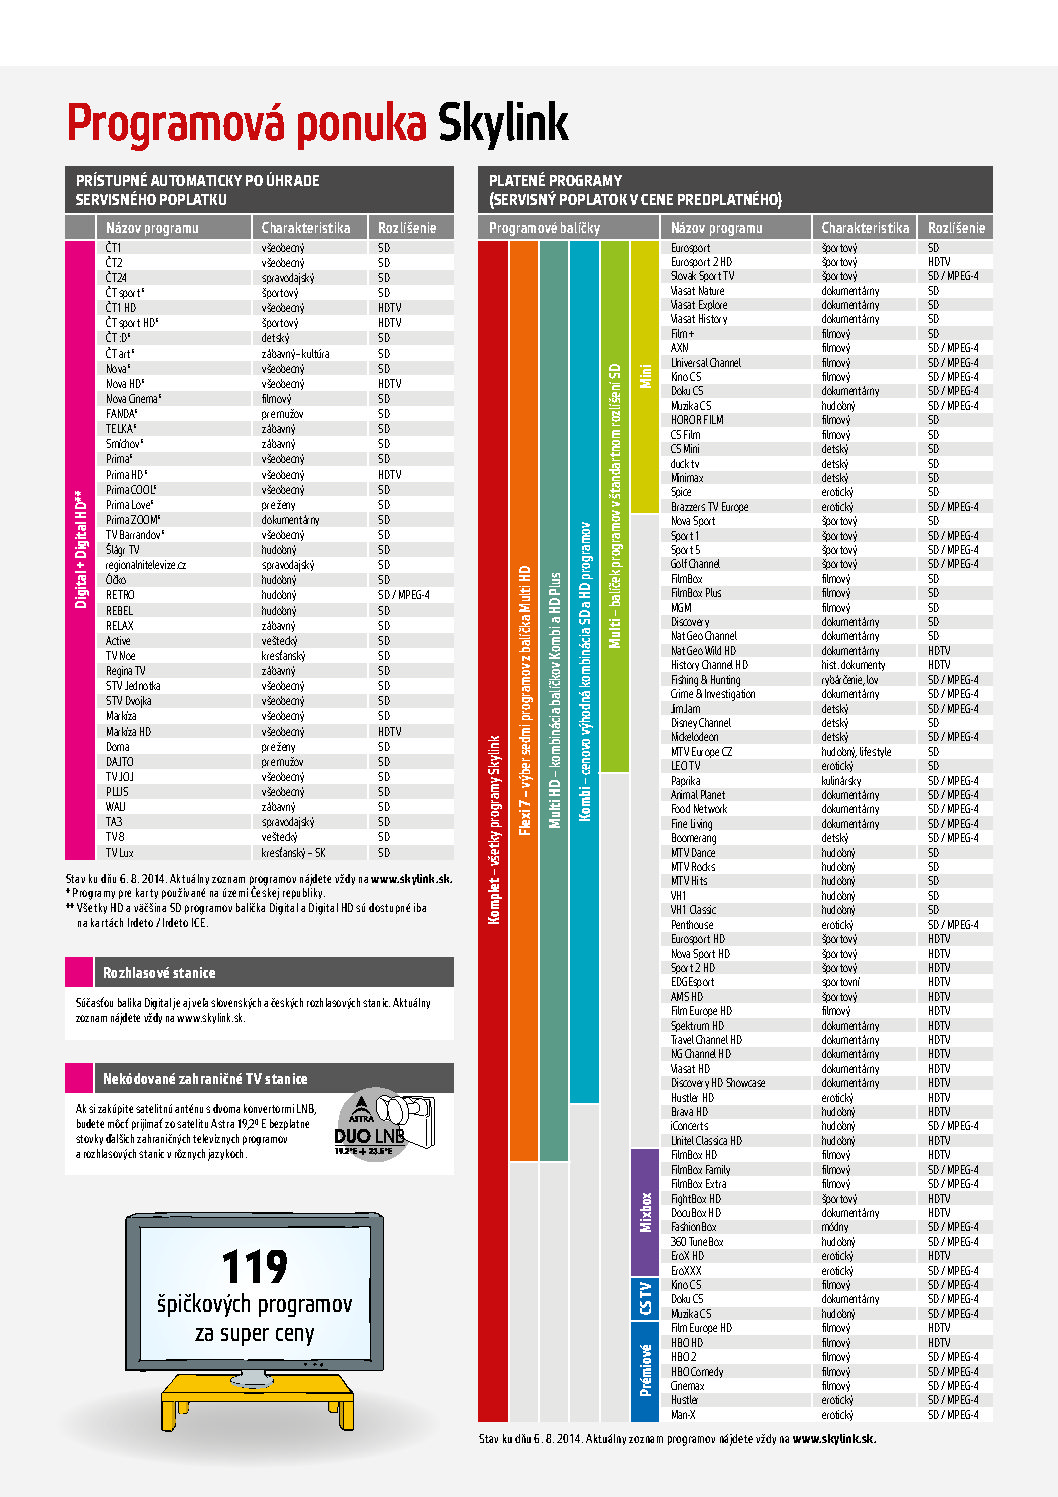 Programová ponuka Skylink
PRÍSTUPNÉ AUTOMATICKY PO ÚHRADE
SERVISNÉHO POPLATKU
Názov programu Charakteristika Rozlíšenie
Digital + Digital HD**
ČT1 všeobecný SD
ČT2 všeobecný SD
ČT24 spravodajský SD
ČT sport* športový SD
ČT1 HD všeobecný HDTV
ČT sport HD* športový HDTV
ČT :D* detský SD
ČT art* zábavný–kultúra SD
Nova* všeobecný SD
Nova HD* všeobecný HDTV
Nova Cinema* filmový SD
FANDA* pre mužov SD
TELKA* zábavný SD
Smíchov* zábavný SD
Prima* všeobecný SD
Prima HD* všeobecný HDTV
Prima COOL* všeobecný SD
Prima Love* pre ženy SD
Prima ZOOM* dokumentárny SD
TV Barrandov* všeobecný SD
Šlágr TV hudobný SD
regionalnitelevize.cz spravodajský SD
Óčko hudobný SD
RETRO hudobný SD / MPEG-4
REBEL hudobný SD
RELAX zábavný SD
Active veštecký SD
TV Noe kresťanský SD
Regina TV zábavný SD
STV Jednotka všeobecný SD
STV Dvojka všeobecný SD
Markíza všeobecný SD
Markíza HD všeobecný HDTV
Doma pre ženy SD
DAJTO pre mužov SD
TV JOJ všeobecný SD
PLUS všeobecný SD
WAU zábavný SD
TA3 spravodajský SD
TV 8 veštecký SD
TV Lux kresťanský – SK SD
Stav ku dňu 6. 8. 2014. Aktuálny zoznam programov nájdete vždy na www.skylink.sk.
* Programy pre karty používané na území Českej republiky.
** Všetky HD a väčšina SD programov balíčka Digital a Digital HD sú dostupné iba
na kartách Irdeto / Irdeto ICE.
Rozhlasové stanice
Súčasťou balíka Digital je aj veľa slovenských a českých rozhlasových staníc. Aktuálny
zoznam nájdete vždy na www.skylink.sk.
Nekódované zahraničné TV stanice
Ak si zakúpite satelitnú anténu s dvoma konvertormi LNB,
budete môcť prijímať zo satelitu Astra 19,2º E bezplatne
stovky ďalších zahraničných televíznych programov
a rozhlasových staníc v rôznych jazykoch.
ASTRA
DUO LNB
19.2°E + 23.5°E
119
špičkových programov
za super ceny
PLATENÉ PROGRAMY
(SERVISNÝ POPLATOK V CENE PREDPLATNÉHO)
Programové balíčky Názov programu Charakteristika Rozlíšenie
Komplet – všetky programy Skylink
Flexi 7 – výber sedmi programov z balíčka Multi HD
Multi HD – kombinácia balíčkov Kombi a HD Plus
Kombi – cenovo výhodná kombinácia SD a HD programov
Multi – balíček programov v štandartnom rozlíšení SD
Mini
Eurosport športový SD
Eurosport 2 HD športový HDTV
Slovak Sport TV športový SD / MPEG-4
Viasat Nature dokumentárny SD
Viasat Explore dokumentárny SD
Viasat History dokumentárny SD
Film + filmový SD
AXN filmový SD / MPEG-4
Universal Channel filmový SD / MPEG-4
Kino CS filmový SD / MPEG-4
Doku CS dokumentárny SD / MPEG-4
Muzika CS hudobný SD / MPEG-4
HOROR FILM filmový SD
CS Film filmový SD
CS Mini detský SD
duck tv detský SD
Minimax detský SD
Spice erotický SD
Brazzers TV Europe erotický SD / MPEG-4
Nova Sport športový SD
Sport 1 športový SD / MPEG-4
Sport 5 športový SD / MPEG-4
Golf Channel športový SD / MPEG-4
FilmBox filmový SD
FilmBox Plus filmový SD
MGM filmový SD
Discovery dokumentárny SD
Nat Geo Channel dokumentárny SD
Nat Geo Wild HD dokumentárny HDTV
History Channel HD hist. dokumenty HDTV
Fishing & Hunting rybárčenie, lov SD / MPEG-4
Crime & Investigation dokumentárny SD / MPEG-4
JimJam detský SD / MPEG-4
Disney Channel detský SD
Nickelodeon detský SD / MPEG-4
MTV Europe CZ hudobný, lifestyle SD
LEO TV erotický SD
Paprika kulinársky SD / MPEG-4
Animal Planet dokumentárny SD / MPEG-4
Food Network dokumentárny SD / MPEG-4
Fine Living dokumentárny SD / MPEG-4
Boomerang detský SD / MPEG-4
MTV Dance hudobný SD
MTV Rocks hudobný SD
MTV Hits hudobný SD
VH1 hudobný SD
VH1 Classic hudobný SD
Penthouse erotický SD / MPEG-4
Eurosport HD športový HDTV
Nova Sport HD športový HDTV
Sport 2 HD športový HDTV
EDGEsport sportovní HDTV
AMS HD športový HDTV
Film Europe HD filmový HDTV
Spektrum HD dokumentárny HDTV
Travel Channel HD dokumentárny HDTV
NG Channel HD dokumentárny HDTV
Viasat HD dokumentárny HDTV
Discovery HD Showcase dokumentárny HDTV
Hustler HD erotický HDTV
Brava HD hudobný HDTV
iConcerts hudobný SD / MPEG-4
Unitel Classica HD hudobný HDTV
Mixbox
FilmBox HD filmový HDTV
FilmBox Family filmový SD / MPEG-4
FilmBox Extra filmový SD / MPEG-4
FightBox HD športový HDTV
DocuBox HD dokumentárny HDTV
FashionBox módny SD / MPEG-4
360 TuneBox hudobný SD / MPEG-4
EroX HD erotický HDTV
EroXXX erotický SD / MPEG-4
CS TV
Kino CS filmový SD / MPEG-4
Doku CS dokumentárny SD / MPEG-4
Muzika CS hudobný SD / MPEG-4
Prémiové
Film Europe HD filmový HDTV
HBO HD filmový HDTV
HBO 2 filmový SD / MPEG-4
HBO Comedy filmový SD / MPEG-4
Cinemax filmový SD / MPEG-4
Hustler erotický SD / MPEG-4
Man-X erotický SD / MPEG-4
Stav ku dňu 6. 8. 2014. Aktuálny zoznam programov nájdete vždy na www.skylink.sk.